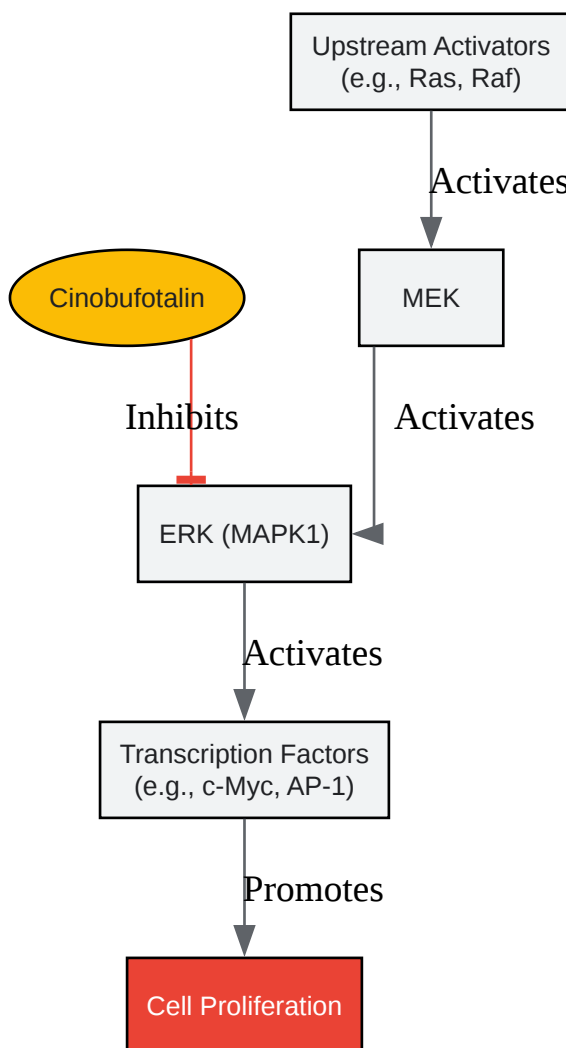 Upstream Activators
(e.g., Ras, Raf)
Activates
Cinobufotalin
MEK
Inhibits
Activates
ERK (MAPK1)
Activates
Transcription Factors
(e.g., c-Myc, AP-1)
Promotes
Cell Proliferation